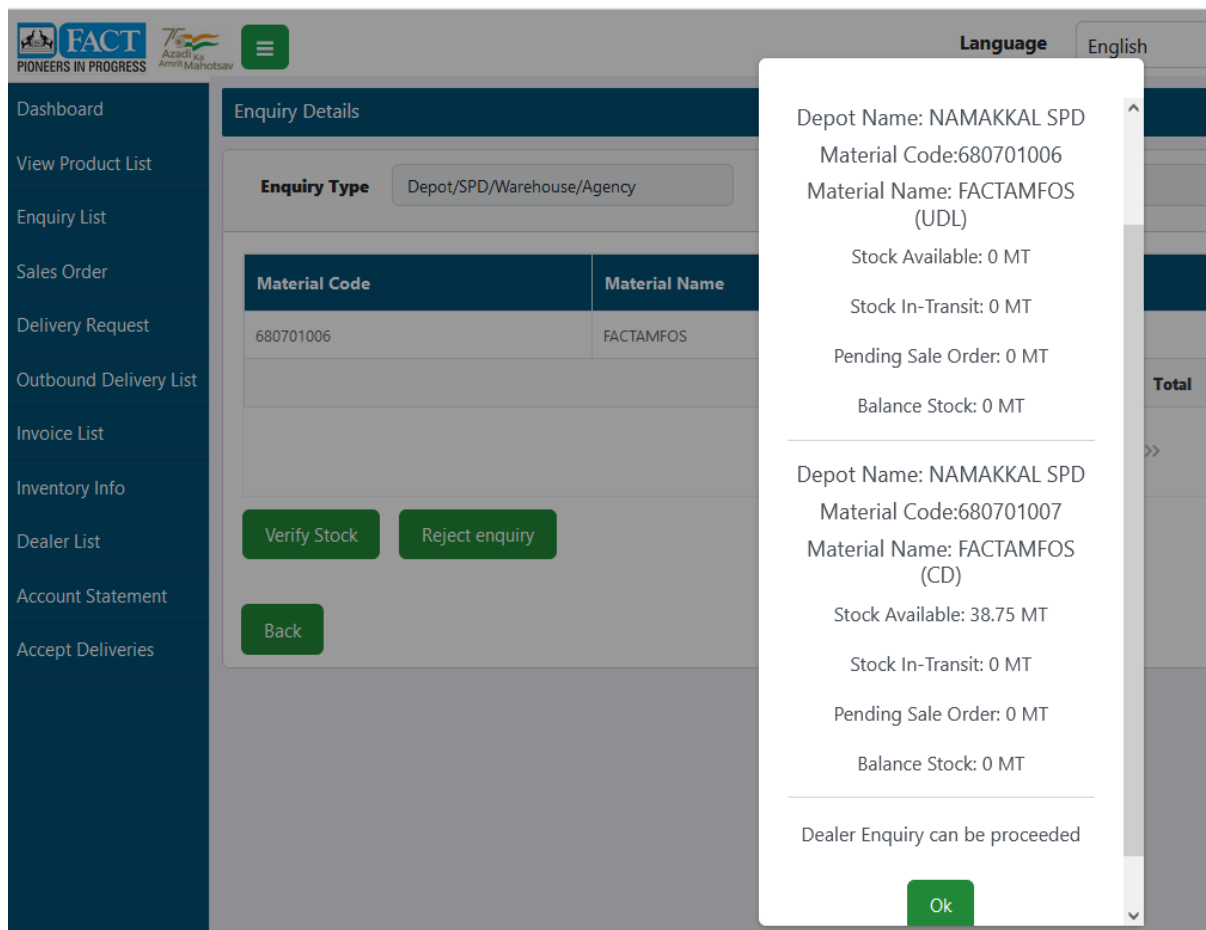 FACT
PIONEERS IN PROGRESS
Azadi Ka
Amrit Mahotsav
Language
English
Dashboard
View Product List
Enquiry List
Sales Order
Delivery Request
Outbound Delivery List
Invoice List
Inventory Info
Dealer List
Account Statement
Accept Deliveries
Enquiry Details
Enquiry Type
Depot/SPD/Warehouse/Agency
Material Code
Material Name
680701006
FACTAMFOS
Total
»
Verify Stock
Reject enquiry
Back
Depot Name: NAMAKKAL SPD
Material Code:680701006
Material Name: FACTAMFOS
(UDL)
Stock Available: 0 MT
Stock In-Transit: 0 MT
Pending Sale Order: 0 MT
Balance Stock: 0 MT
Depot Name: NAMAKKAL SPD
Material Code:680701007
Material Name: FACTAMFOS
(CD)
Stock Available: 38.75 MT
Stock In-Transit: 0 MT
Pending Sale Order: 0 MT
Balance Stock: 0 MT
Dealer Enquiry can be proceeded
Ok